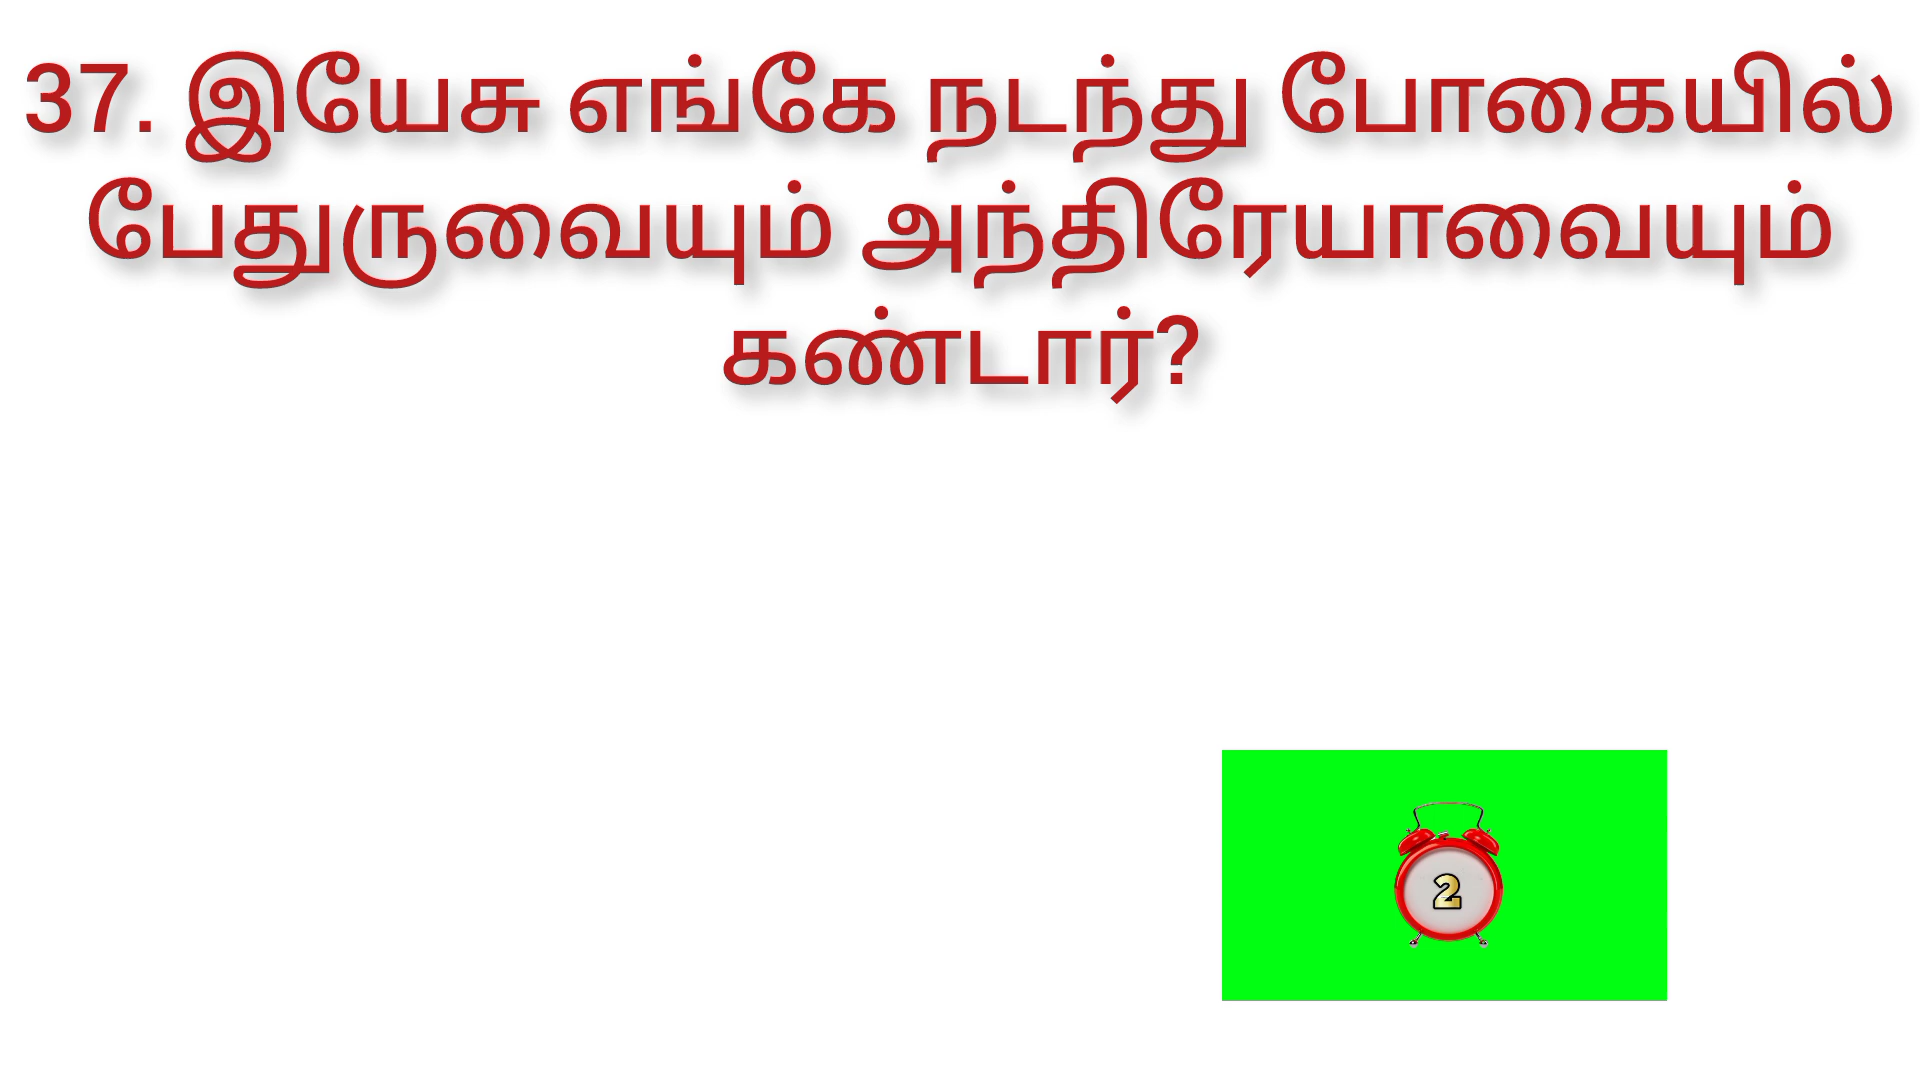 37. இயேசு எங்கே நடந்து போகையில்
பேதுருவையும் அந்திரேயாவையும்
கண்டார்?
2